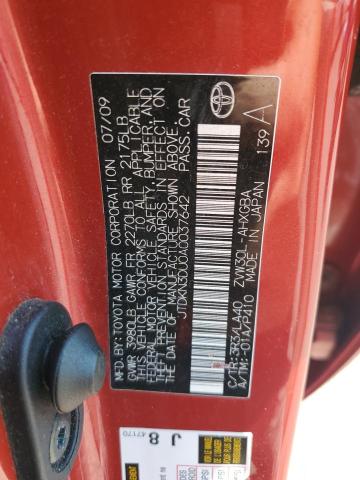 MFD. BY: TOYOTA MOTOR CORPORATION 07/09
GVWR 3980LB GAWR FR 2270LB RR 2175LB
THIS VEHICLE CONFORMS TO ALL APPLICABLE
FEDERAL MOTOR VEHICLE SAFETY, BUMPER, AND
THEFT PREVENTION STANDARDS IN EFFECT ON
THE DATE OF MANUFACTURE SHOWN ABOVE.
JTDKN3DU0A0037642 PASS. CAR
TOYOTA
C/TR: 3R3/LA40 ZVW30L-AHXGBA
A/TM: -01A/P410 MADE IN JAPAN
139 A
J 8
47170